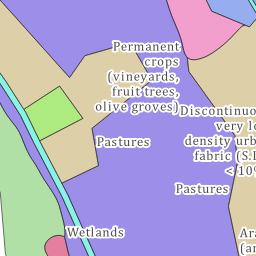 Permanent
crops
(vineyards,
fruit trees,
olive groves)
Discontinuo
very lo
density urb
fabric (S.L
< 10%
Pastures
Pastures
Wetlands
Ara
(an